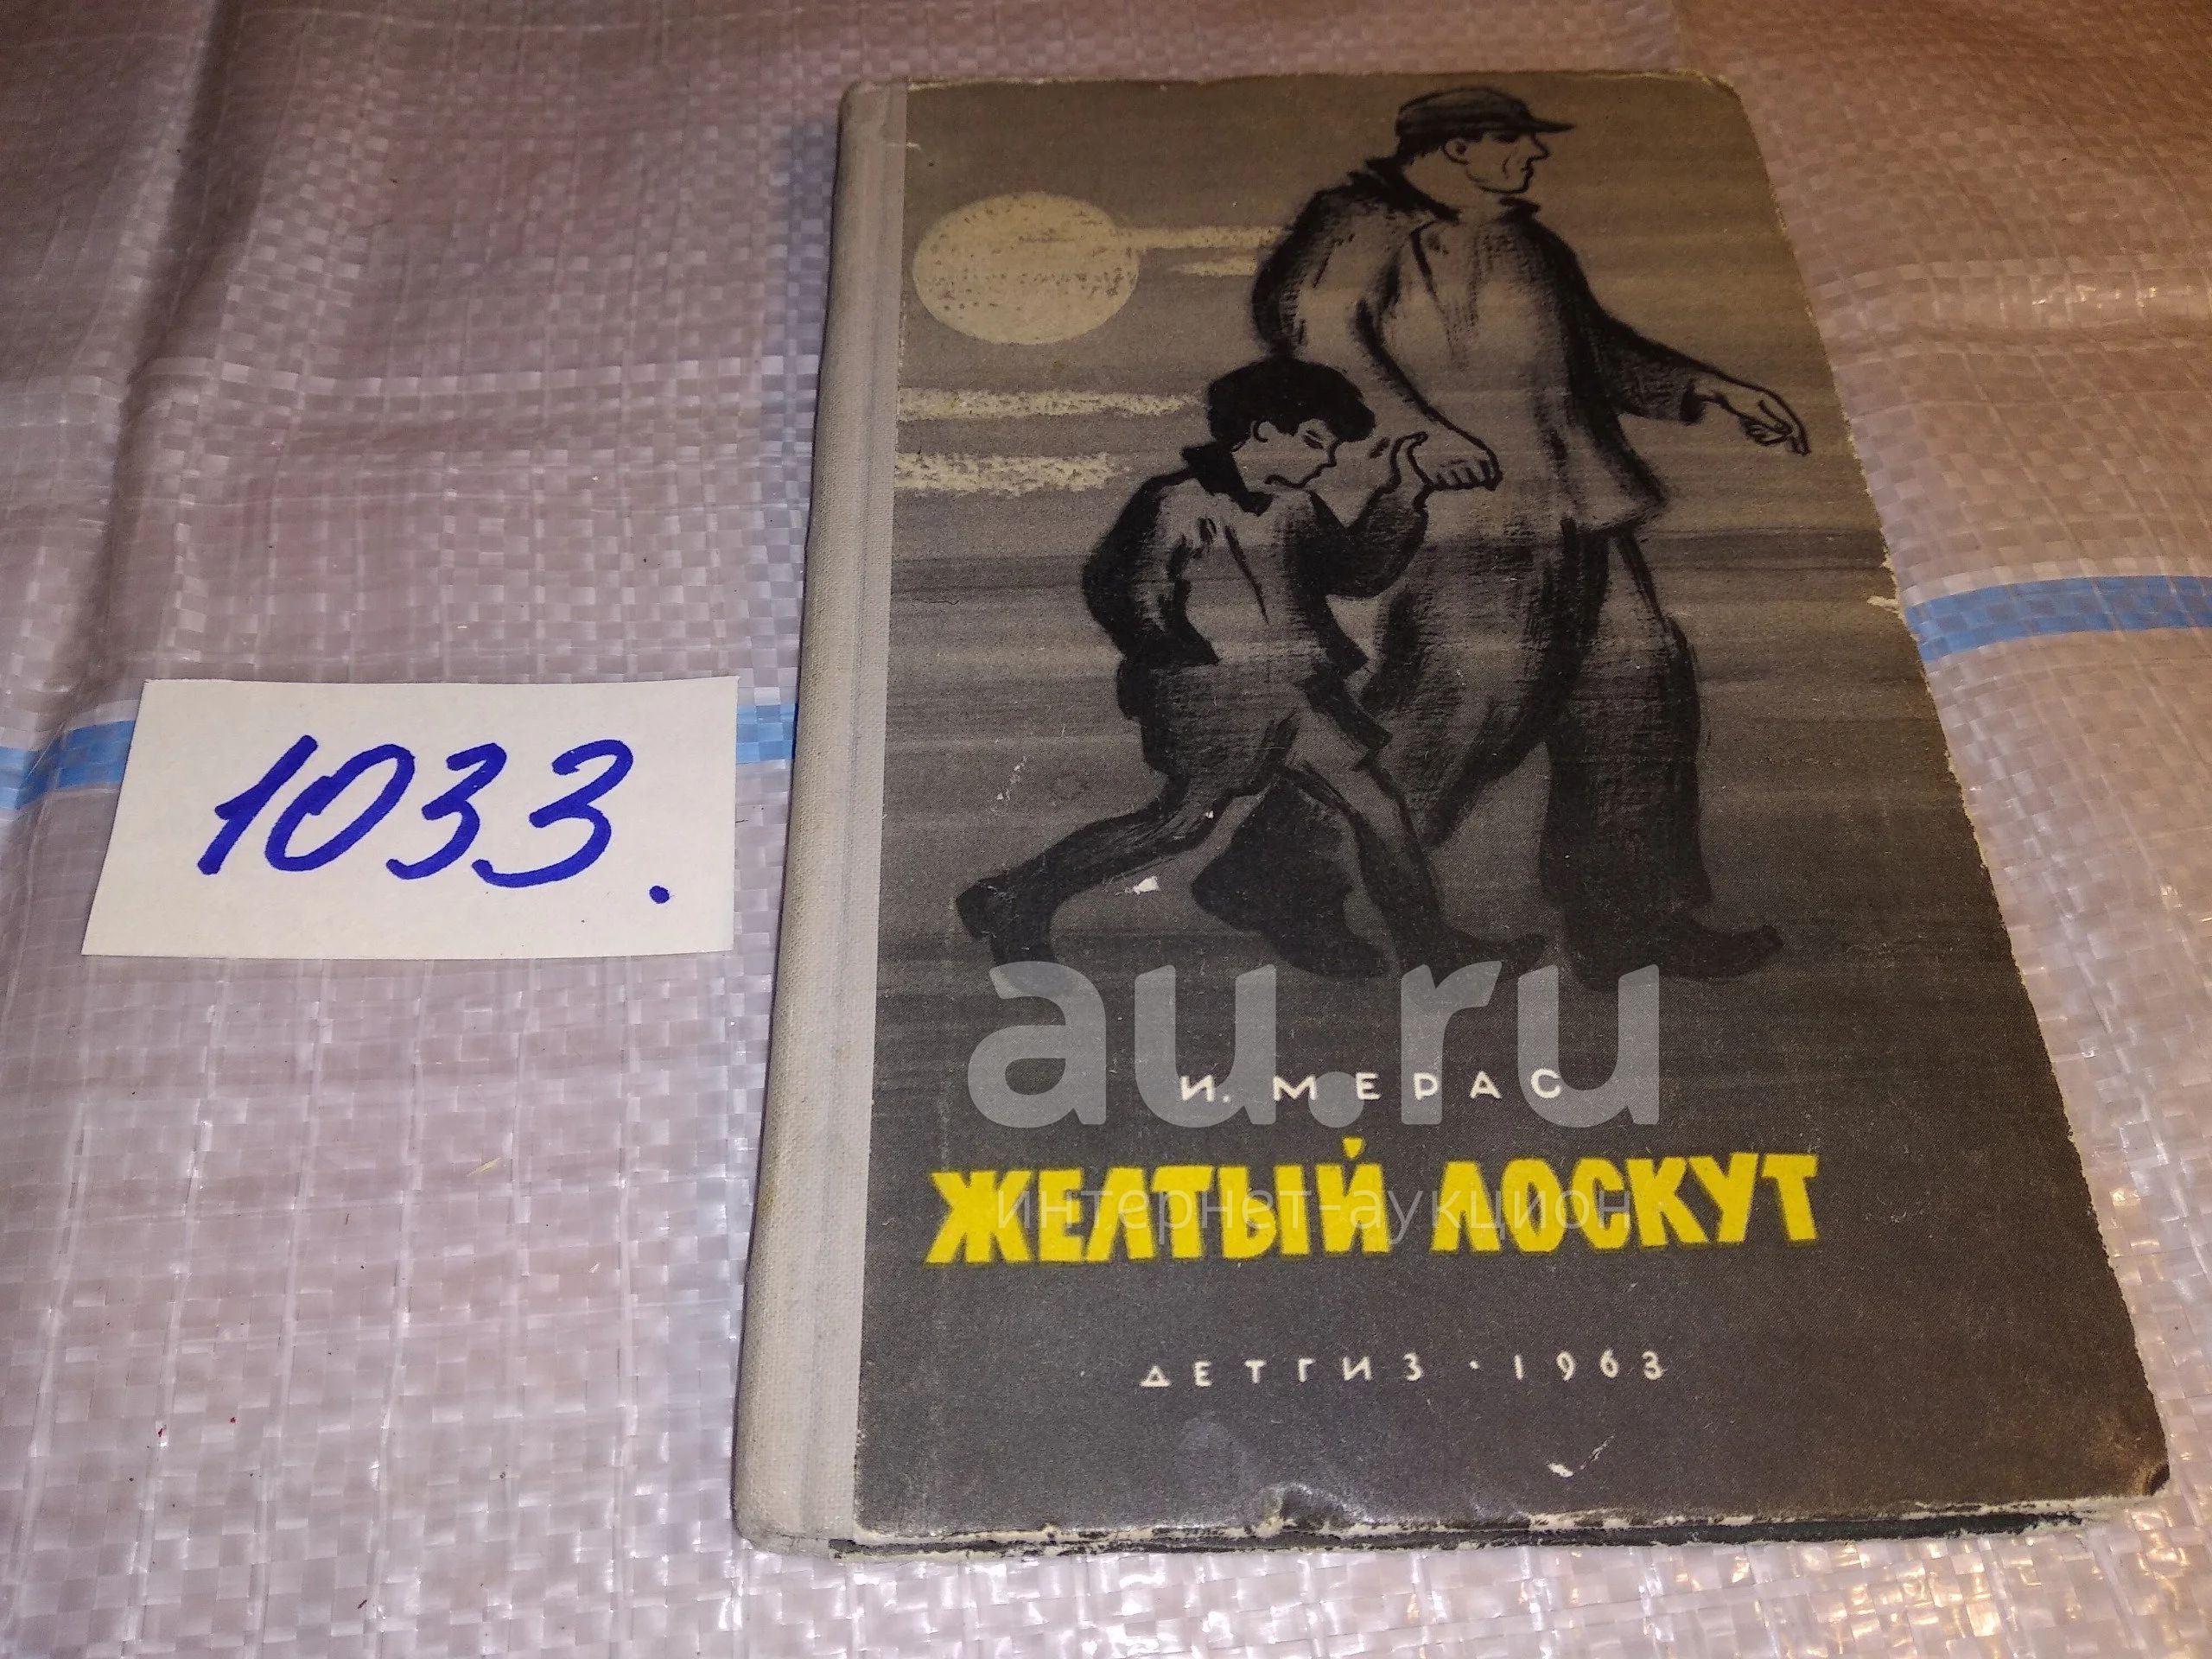 1033.
au.ru
И. МЕРАС
ЖЕЛТЫЙ ЛОСКУТ
интернет-аукцион
ДЕТГИЗ · 1963